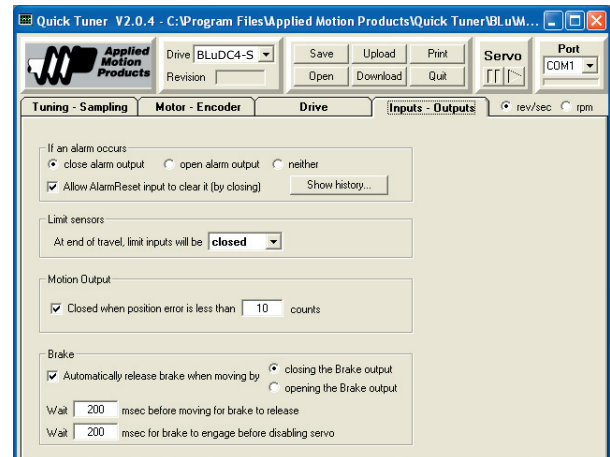 Quick Tuner V2.0.4 - C:\Program Files\Applied Motion Products\Quick Tuner\BLu\M...
Applied Motion Products
Drive BLuDC4-S
Revision
Save Upload Print
Open Download Quit
Servo
Port
COM1
Tuning - Sampling Motor - Encoder Drive Inputs - Outputs rev/sec rpm
If an alarm occurs
close alarm output open alarm output neither
Allow AlarmReset input to clear it (by closing) Show history...
Limit sensors
At end of travel, limit inputs will be closed
Motion Output
Closed when position error is less than 10 counts
Brake
Automatically release brake when moving by closing the Brake output
opening the Brake output
Wait 200 msec before moving for brake to release
Wait 200 msec for brake to engage before disabling servo